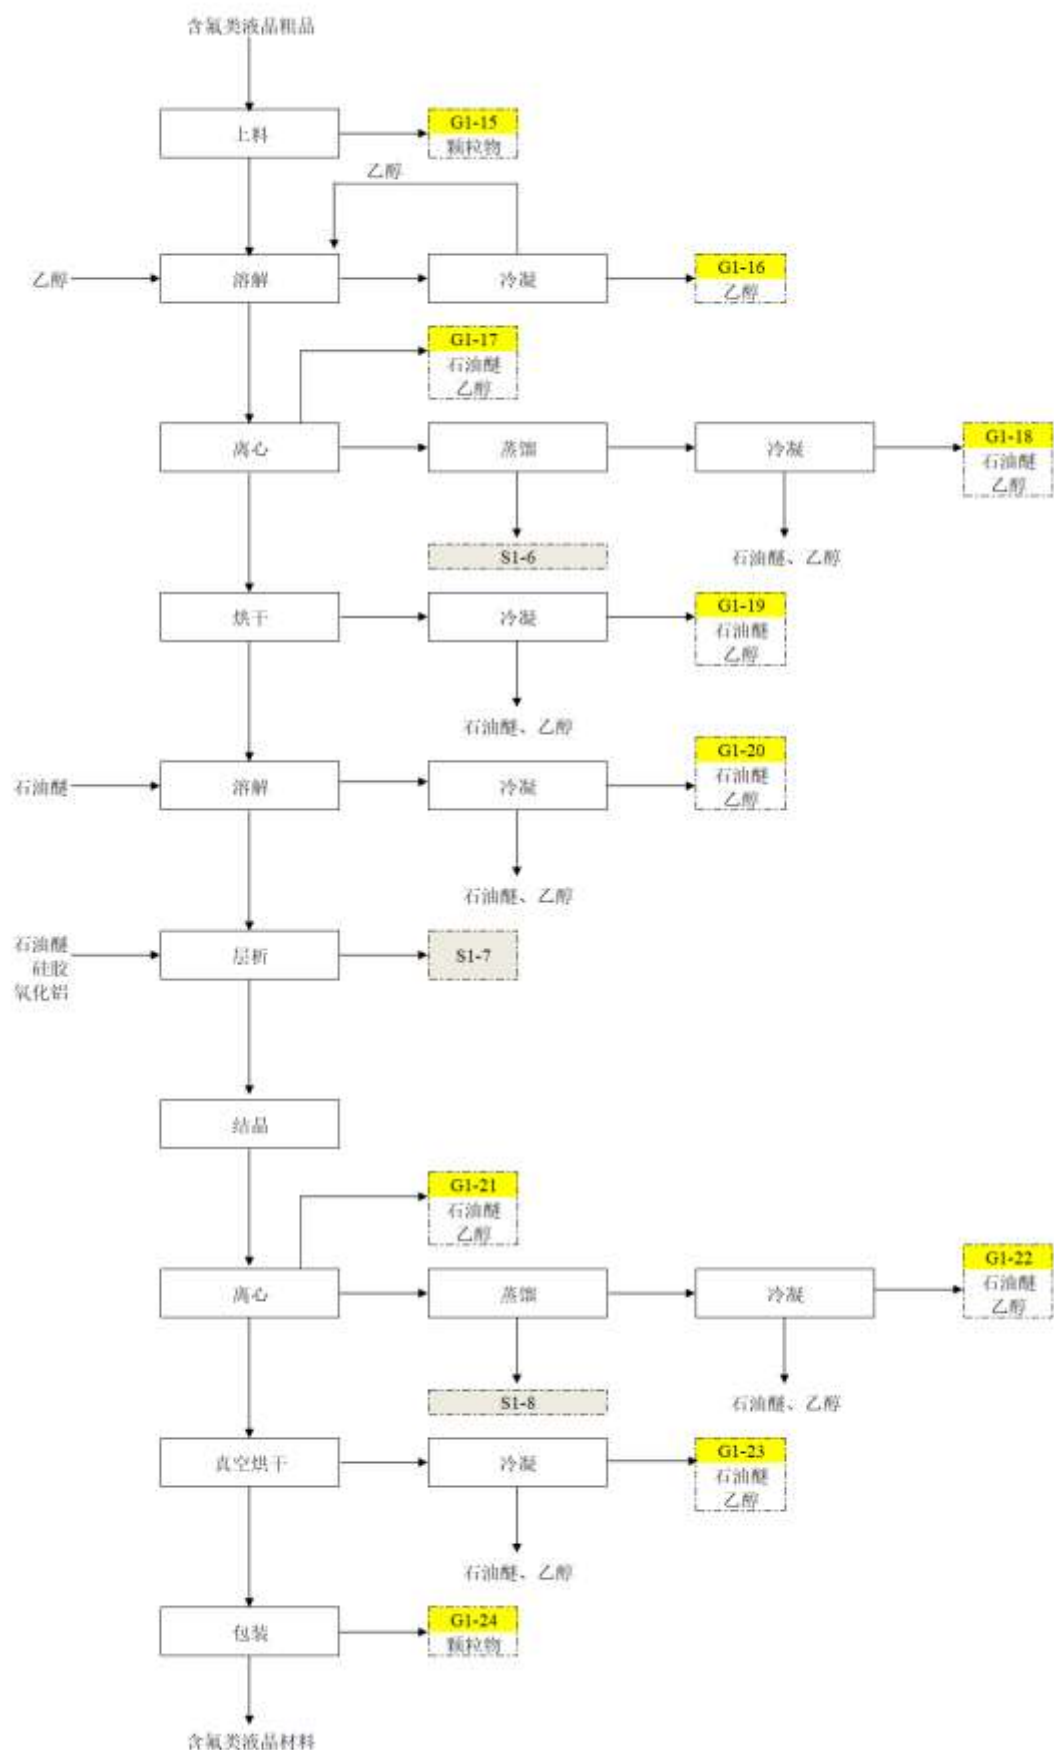 含氟类液晶粗品
上料
G1-15
颗粒物
乙醇
乙醇
溶解
冷凝
G1-16
乙醇
G1-17
石油醚
乙醇
离心
蒸馏
冷凝
G1-18
石油醚
乙醇
S1-6
石油醚、乙醇
烘干
冷凝
G1-19
石油醚
乙醇
石油醚、乙醇
石油醚
溶解
冷凝
G1-20
石油醚
乙醇
石油醚、乙醇
石油醚
硅胶
氧化铝
层析
S1-7
结晶
G1-21
石油醚
乙醇
离心
蒸馏
冷凝
G1-22
石油醚
乙醇
S1-8
石油醚、乙醇
真空烘干
冷凝
G1-23
石油醚
乙醇
石油醚、乙醇
包装
G1-24
颗粒物
含氟类液晶材料